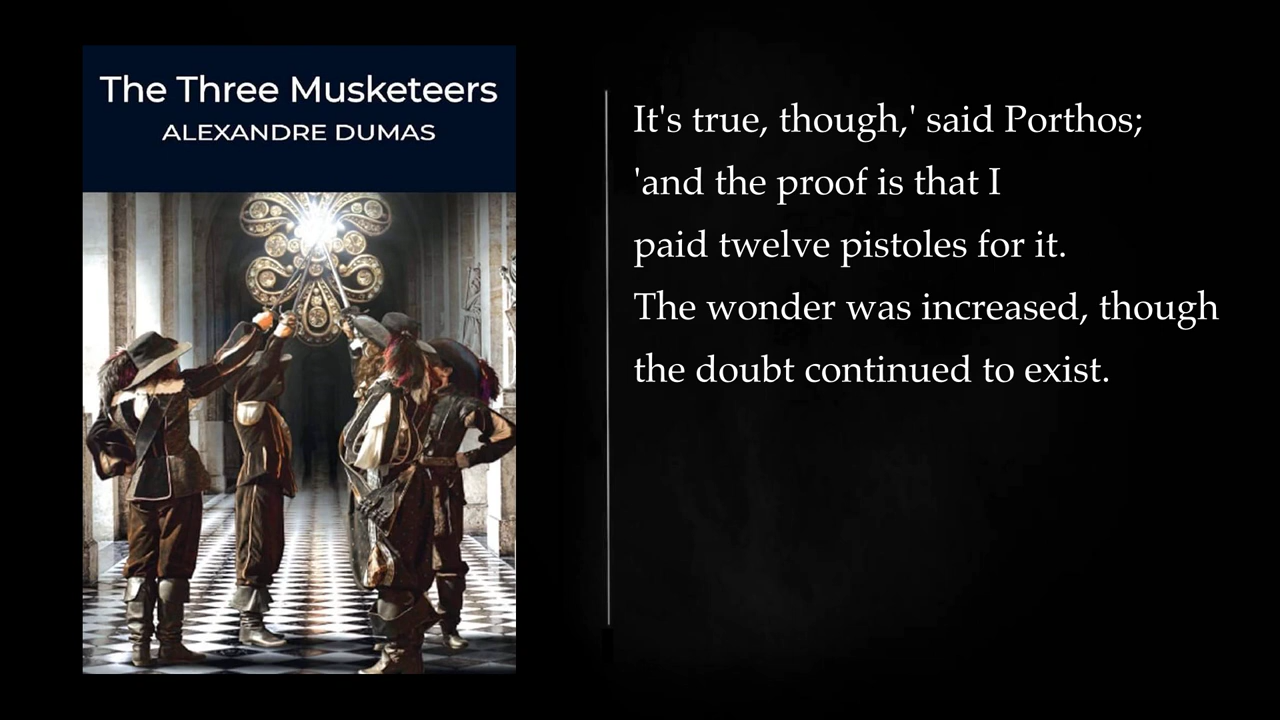 The Three Musketeers
ALEXANDRE DUMAS
It's true, though,' said Porthos;
'and the proof is that I
paid twelve pistoles for it.
The wonder was increased, though
the doubt continued to exist.